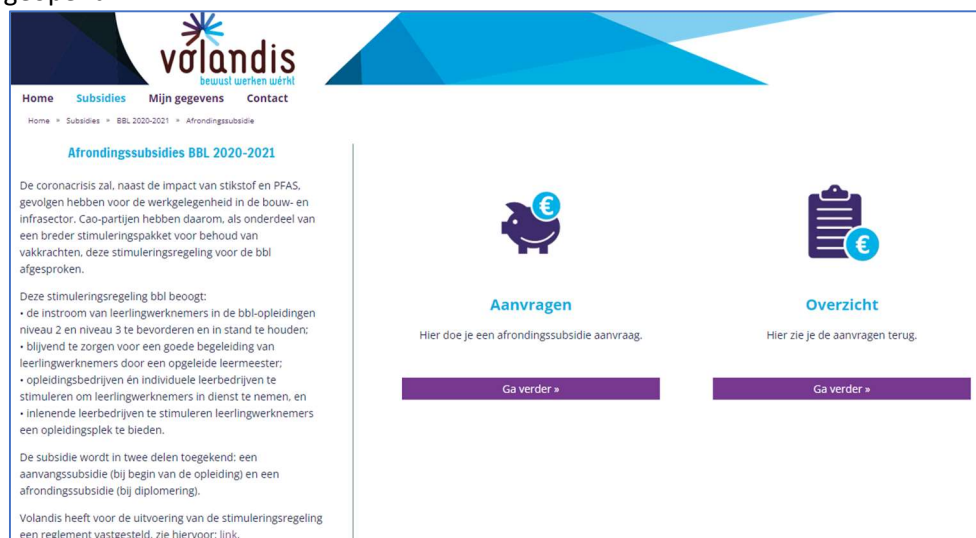 volandis
bewust werken wérkt
Home Subsidies Mijn gegevens Contact
Home Subsidies BBL 2020-2021 Afrondingssubsidie
Afrondingssubsidies BBL 2020-2021
De coronacrisis zal, naast de impact van stikstof en PFAS,
gevolgen hebben voor de werkgelegenheid in de bouw- en
infrasector. Cao-partijen hebben daarom, als onderdeel van
een breder stimuleringspakket voor behoud van
vakkrachten, deze stimuleringsregeling voor de bbl
afgesproken.
Deze stimuleringsregeling bbl beoogt:
• de instroom van leerlingwerknemers in de bbl-opleidingen
niveau 2 en niveau 3 te bevorderen en in stand te houden;
• blijvend te zorgen voor een goede begeleiding van
leerlingwerknemers door een opgeleide leermeester;
• opleidingsbedrijven én individuele leerbedrijven te
stimuleren om leerlingwerknemers in dienst te nemen, en
• inlenende leerbedrijven te stimuleren leerlingwerknemers
een opleidingsplek te bieden.
De subsidie wordt in twee delen toegekend: een
aanvangssubsidie (bij begin van de opleiding) en een
afrondingssubsidie (bij diplomering).
Volandis heeft voor de uitvoering van de stimuleringsregeling
een reglement vastgesteld, zie hiervoor: link.
€
Aanvragen
Hier doe je een afrondingssubsidie aanvraag.
Ga verder »
€
Overzicht
Hier zie je de aanvragen terug.
Ga verder »